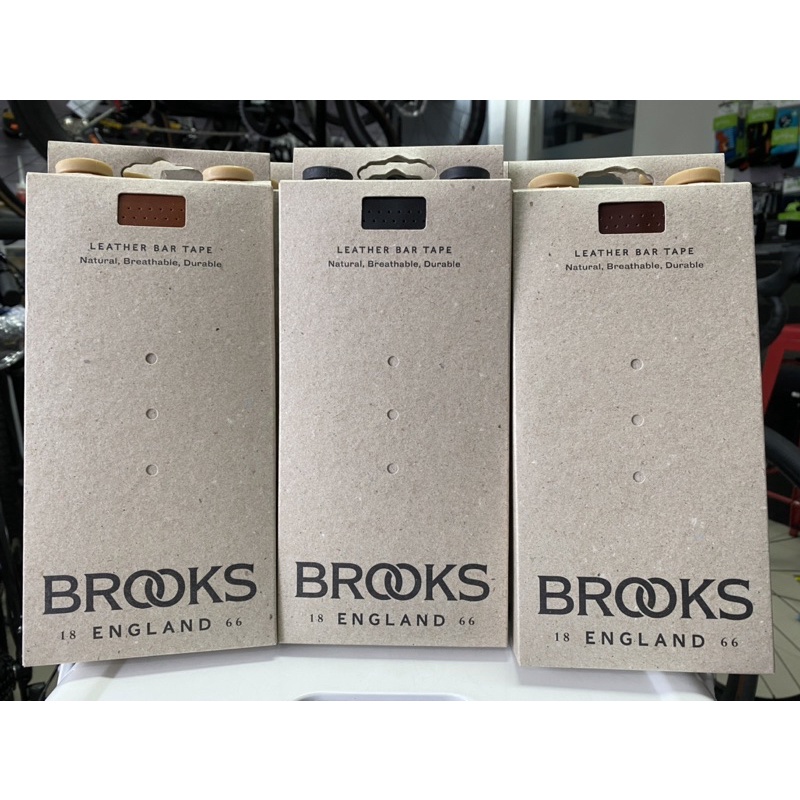 LEATHER BAR TAPE
Natural, Breathable, Durable
BROOKS
18 ENGLAND 66
LEATHER BAR TAPE
Natural, Breathable, Durable
BROOKS
18 ENGLAND 66
LEATHER BAR TAPE
Natural, Breathable, Durable
BROOKS
18 ENGLAND 66